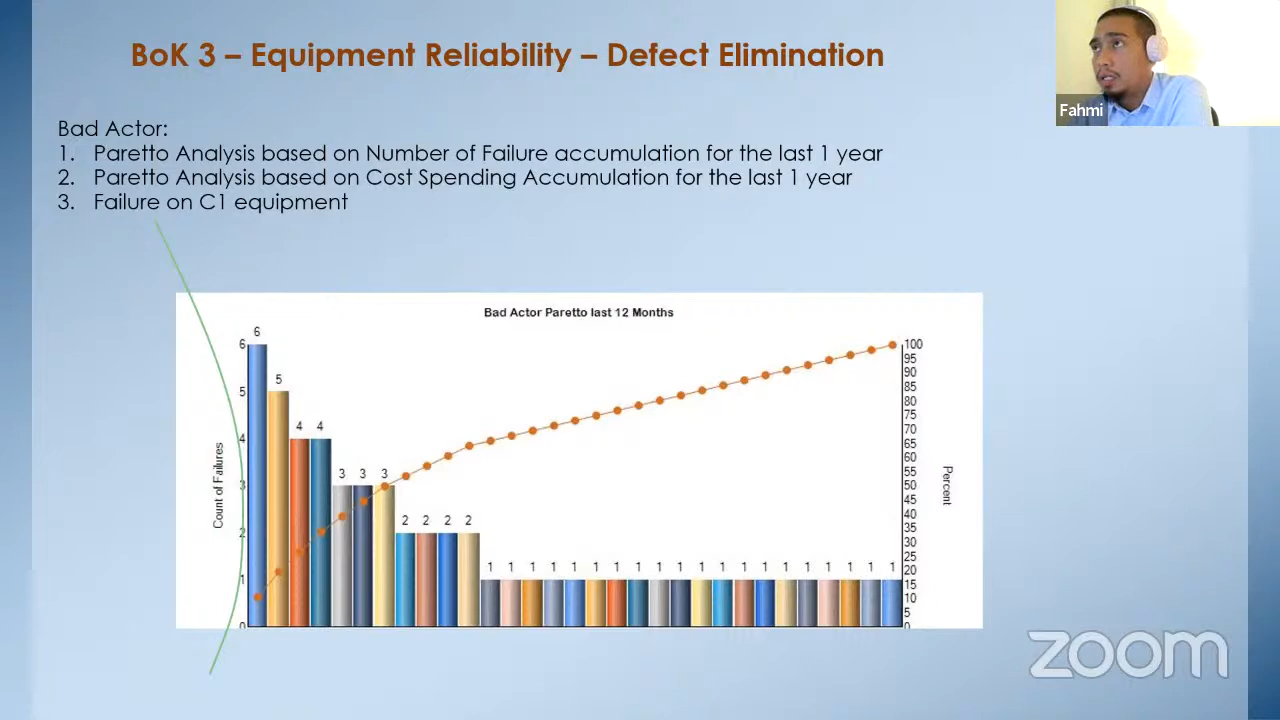 BoK 3 – Equipment Reliability – Defect Elimination
Fahmi
Bad Actor:
1. Paretto Analysis based on Number of Failure accumulation for the last 1 year
2. Paretto Analysis based on Cost Spending Accumulation for the last 1 year
3. Failure on C1 equipment
Bad Actor Paretto last 12 Months
Count of Failures
6
5
4
3
2
1
0
6 5 4 4 3 3 3 2 2 2 2 1 1 1 1 1 1 1 1 1 1 1 1 1 1 1 1 1 1 1 1
100
95
90
85
80
75
70
65
60
55
50
45
40
35
30
25
20
15
10
5
0
Percent
zoom